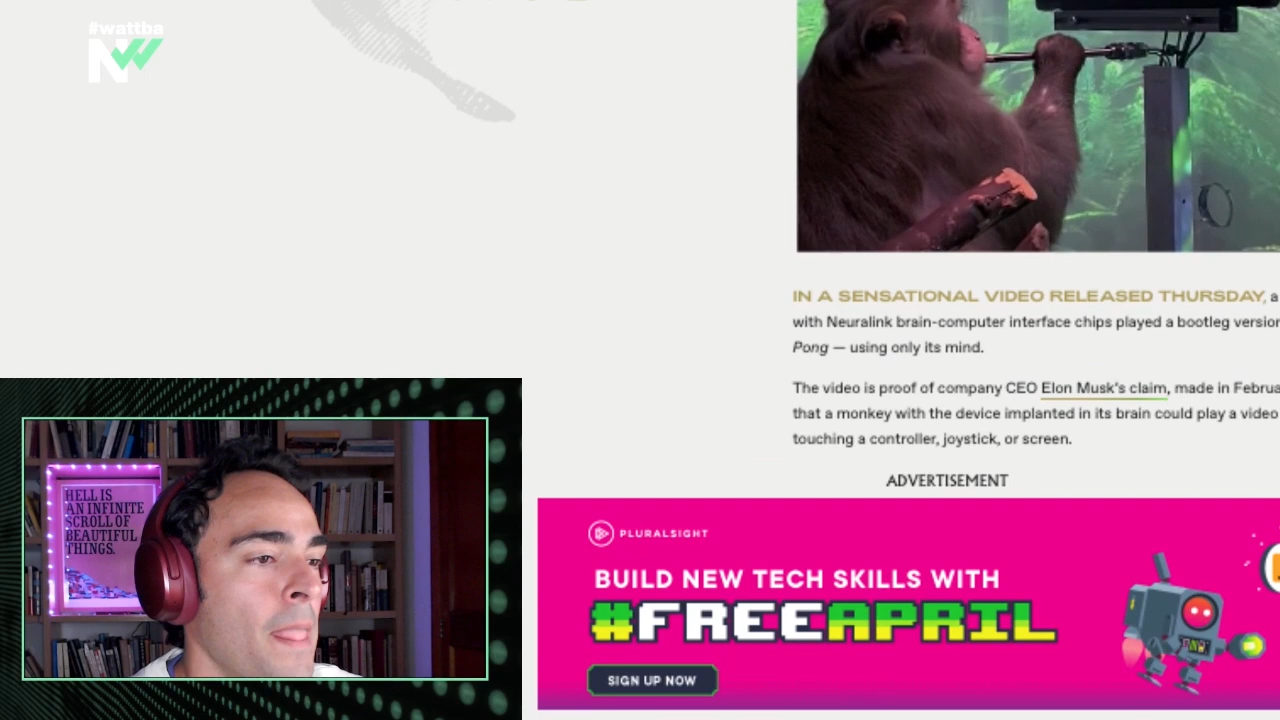 #wattba
IN A SENSATIONAL VIDEO RELEASED THURSDAY, a
with Neuralink brain-computer interface chips played a bootleg version
Pong — using only its mind.
The video is proof of company CEO Elon Musk's claim, made in Februa
that a monkey with the device implanted in its brain could play a video
touching a controller, joystick, or screen.
ADVERTISEMENT
PLURALSIGHT
BUILD NEW TECH SKILLS WITH
#FREEAPRIL
SIGN UP NOW
HELL IS
AN INFINITE
SCROLL OF
BEAUTIFUL
THINGS.